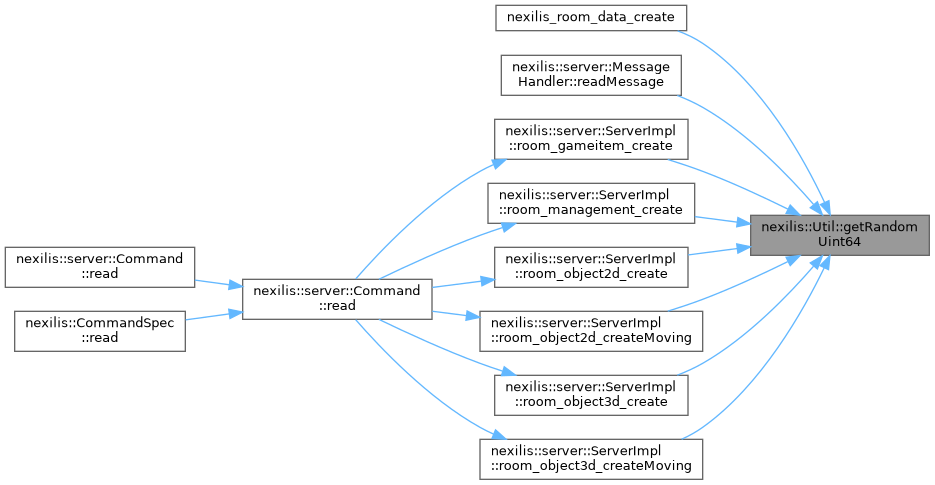 nexilis_room_data_create
nexilis::server::Message
Handler::readMessage
nexilis::server::ServerImpl
::room_gameitem_create
nexilis::server::ServerImpl
::room_management_create
nexilis::Util::getRandom
Uint64
nexilis::server::Command
::read
nexilis::server::ServerImpl
::room_object2d_create
nexilis::server::Command
::read
nexilis::CommandSpec
::read
nexilis::server::ServerImpl
::room_object2d_createMoving
nexilis::server::ServerImpl
::room_object3d_create
nexilis::server::ServerImpl
::room_object3d_createMoving